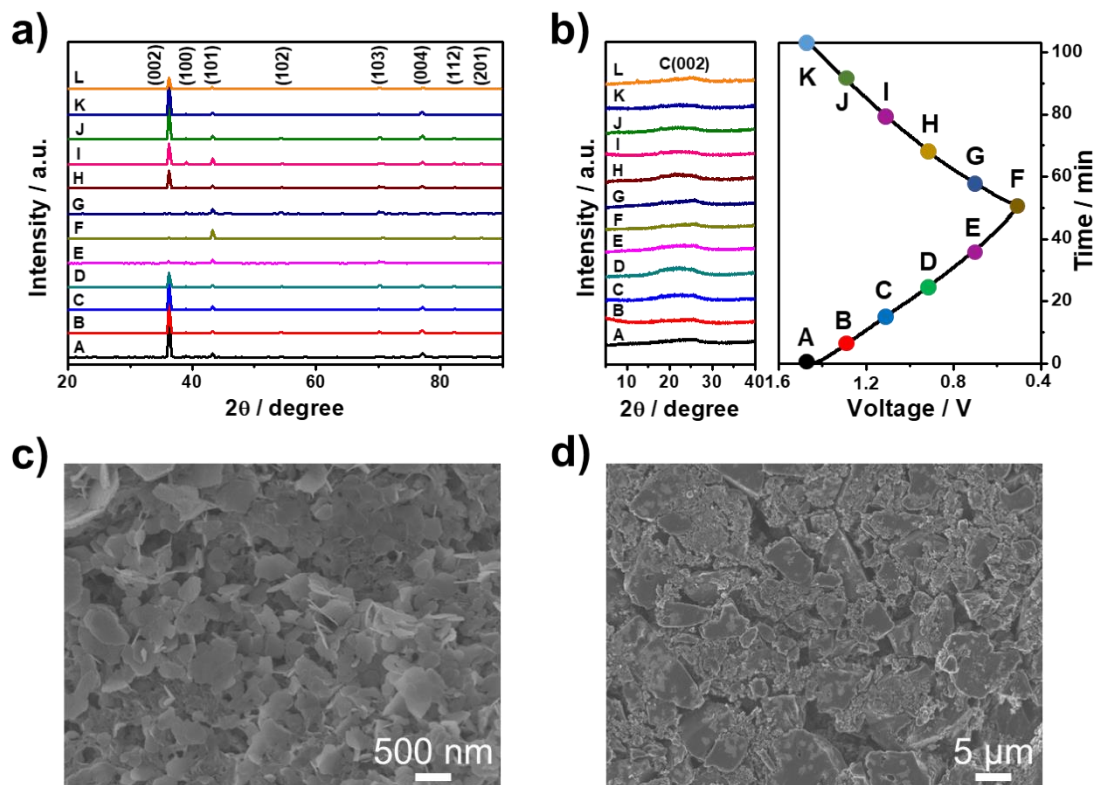 a)
(002)
(100)
(101)
(102)
(103)
(004)
(112)
(201)
L
K
J
I
H
G
F
E
D
C
B
A
Intensity / a.u.
20
40
60
80
2θ / degree
b)
C(002)
L
K
J
I
H
G
F
E
D
C
B
A
Intensity / a.u.
10
20
30
40
2θ / degree
K
J
I
H
G
F
E
D
C
B
A
100
80
60
40
20
0
Time / min
1.6
1.2
0.8
0.4
Voltage / V
c)
500 nm
d)
5 μm